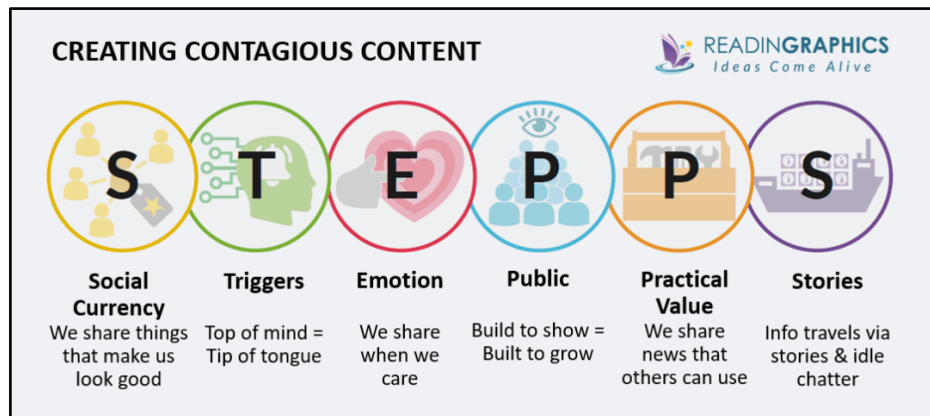 CREATING CONTAGIOUS CONTENT
READINGRAPHICS
Ideas Come Alive
S T E P P S
Social
Currency
We share things
that make us
look good
Triggers
Top of mind =
Tip of tongue
Emotion
We share
when we
care
Public
Build to show =
Built to grow
Practical
Value
We share
news that
others can use
Stories
Info travels via
stories & idle
chatter